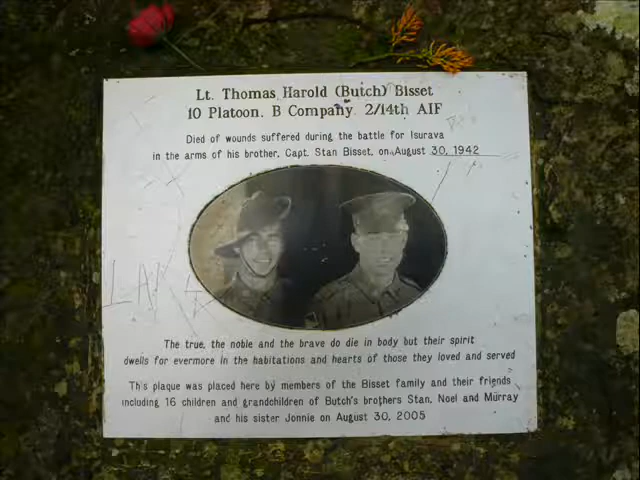 Lt. Thomas Harold (Butch) Bisset
10 Platoon. B Company 2/14th AIF
Died of wounds suffered during the battle for Isurava
in the arms of his brother, Capt. Stan Bisset, on August 30, 1942
LAW
The true, the noble and the brave do die in body but their spirit
dwells for evermore in the habitations and hearts of those they loved and served
This plaque was placed here by members of the Bisset family and their friends
including 16 children and grandchildren of Butch's brothers Stan, Noel and Murray
and his sister Jonnie on August 30, 2005